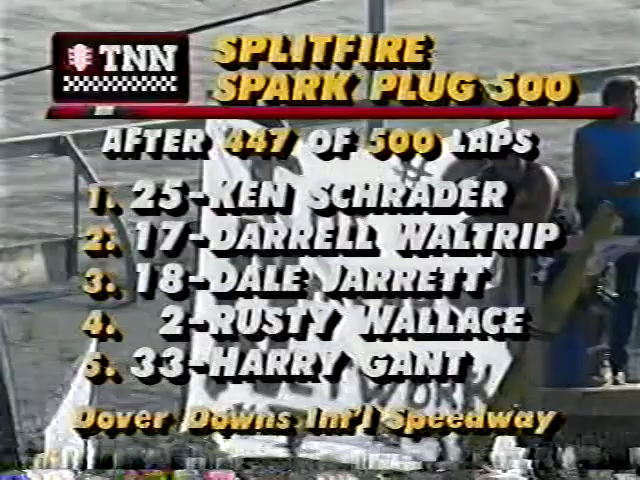 TNN
SPLITFIRE
SPARK PLUG 500
AFTER 447 OF 500 LAPS
1. 25-KEN SCHRADER
2. 17-DARRELL WALTRIP
3. 18-DALE JARRETT
4. 2-RUSTY WALLACE
5. 33-HARRY GANT
Dover Downs Int'l Speedway